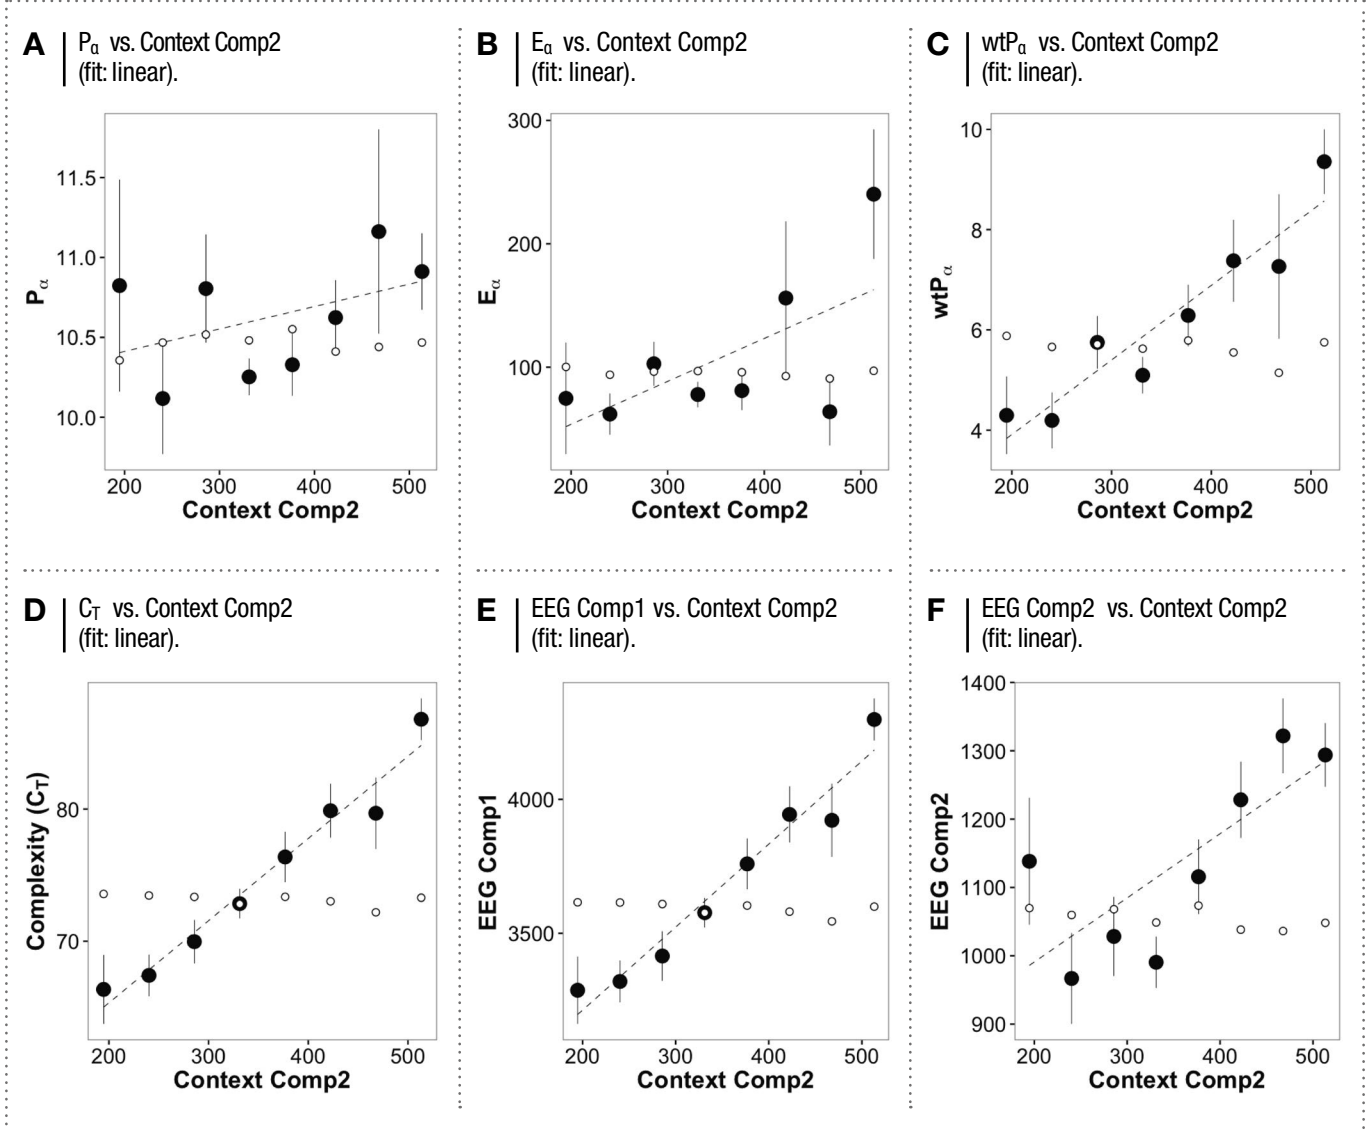 A
Pα vs. Context Comp2
(fit: linear).
11.5
11.0
10.5
10.0
Pα
200 300 400 500
Context Comp2
B
Eα vs. Context Comp2
(fit: linear).
300
200
100
Eα
200 300 400 500
Context Comp2
C
wtPα vs. Context Comp2
(fit: linear).
10
8
6
4
wtPα
200 300 400 500
Context Comp2
D
CT vs. Context Comp2
(fit: linear).
80
70
Complexity (CT)
200 300 400 500
Context Comp2
E
EEG Comp1 vs. Context Comp2
(fit: linear).
4000
3500
EEG Comp1
200 300 400 500
Context Comp2
F
EEG Comp2 vs. Context Comp2
(fit: linear).
1400
1300
1200
1100
1000
900
EEG Comp2
200 300 400 500
Context Comp2